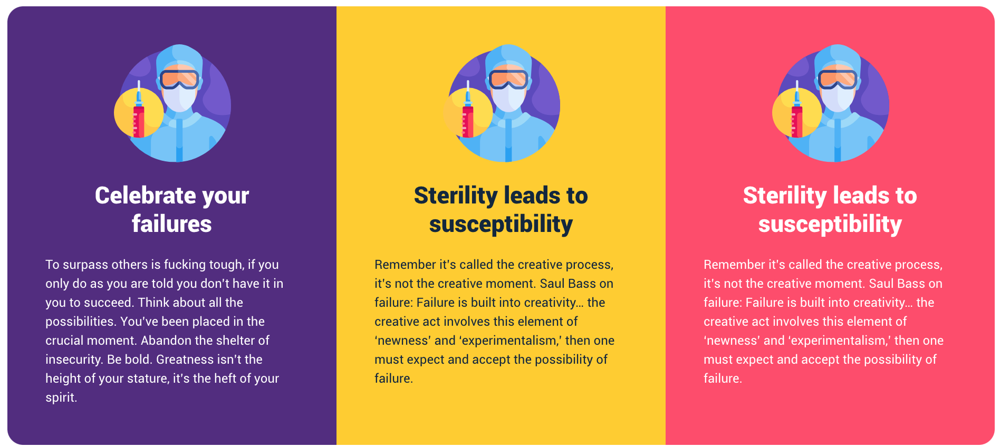 Celebrate your
failures
To surpass others is fucking tough, if you
only do as you are told you don't have it in
you to succeed. Think about all the
possibilities. You've been placed in the
crucial moment. Abandon the shelter of
insecurity. Be bold. Greatness isn't the
height of your stature, it's the heft of your
spirit.
Sterility leads to
susceptibility
Remember it's called the creative process,
it's not the creative moment. Saul Bass on
failure: Failure is built into creativity... the
creative act involves this element of
‘newness’ and ‘experimentalism,’ then one
must expect and accept the possibility of
failure.
Sterility leads to
susceptibility
Remember it's called the creative process,
it's not the creative moment. Saul Bass on
failure: Failure is built into creativity... the
creative act involves this element of
‘newness’ and ‘experimentalism,’ then one
must expect and accept the possibility of
failure.